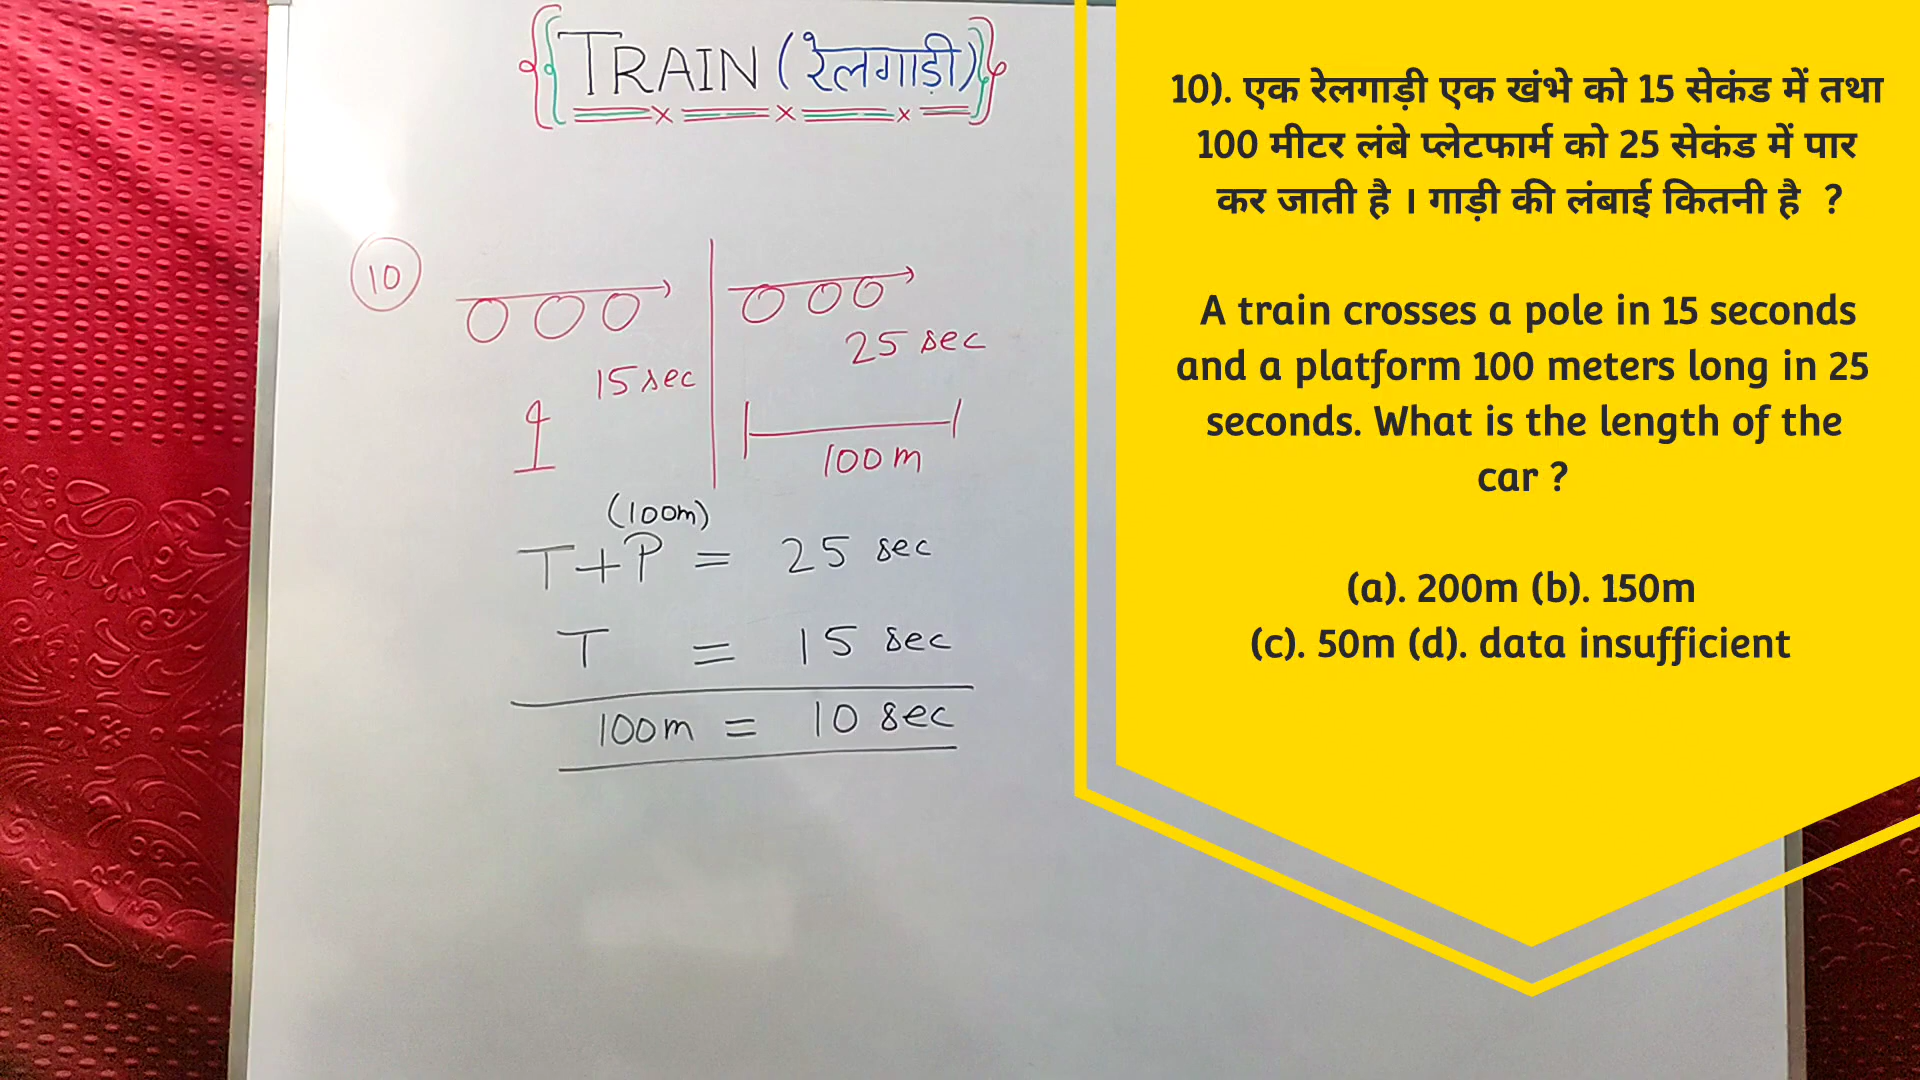 TRAIN (रेलगाड़ी)
10
15 sec
25 sec
100 m
(100m)
T+P = 25 sec
T = 15 sec
100m = 10 sec
10). एक रेलगाड़ी एक खंभे को 15 सेकंड में तथा
100 मीटर लंबे प्लेटफार्म को 25 सेकंड में पार
कर जाती है । गाड़ी की लंबाई कितनी है ?
A train crosses a pole in 15 seconds
and a platform 100 meters long in 25
seconds. What is the length of the
car ?
(a). 200m (b). 150m
(c). 50m (d). data insufficient